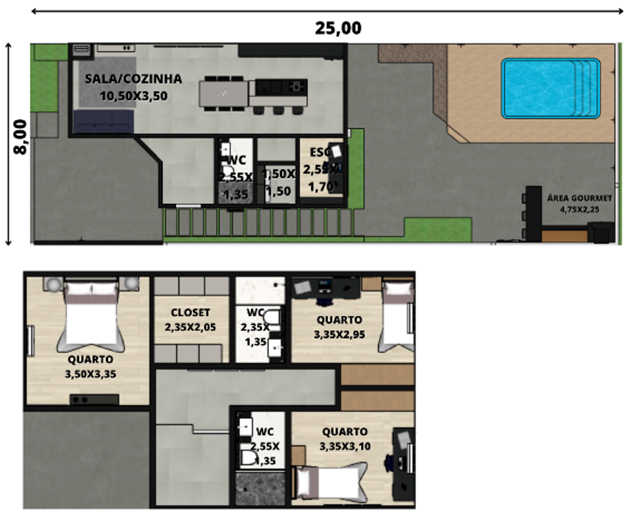 25,00
8,00
SALA/COZINHA
10,50X3,50
WC
2,55X
1,35
1,50X
1,50
ESC
2,55X
1,70
ÁREA GOURMET
4,75X2,25
QUARTO
3,50X3,35
CLOSET
2,35X2,05
WC
2,35X
1,35
QUARTO
3,35X2,95
WC
2,55X
1,35
QUARTO
3,35X3,10